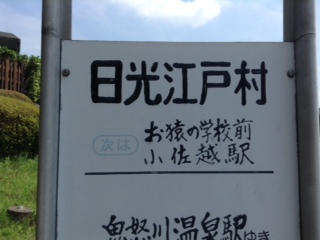 日光江戸村
次は お猿の学校前
小佐越駅
鬼怒川温泉駅ゆき